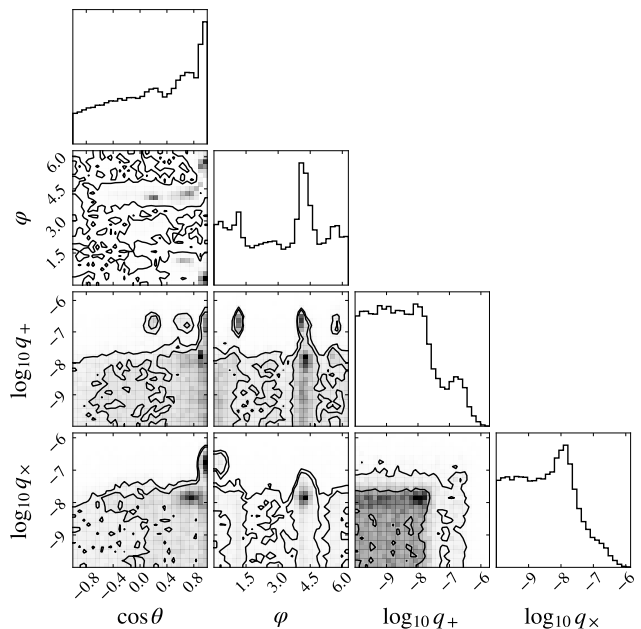 φ
6.0
4.5
3.0
1.5
log₁₀ q₊
−6
−7
−8
−9
log₁₀ qₓ
−6
−7
−8
−9
−0.8 −0.4 0.0 0.4 0.8 1.5 3.0 4.5 6.0 −9 −8 −7 −6 −9 −8 −7 −6
cos θ φ log₁₀ q₊ log₁₀ qₓ